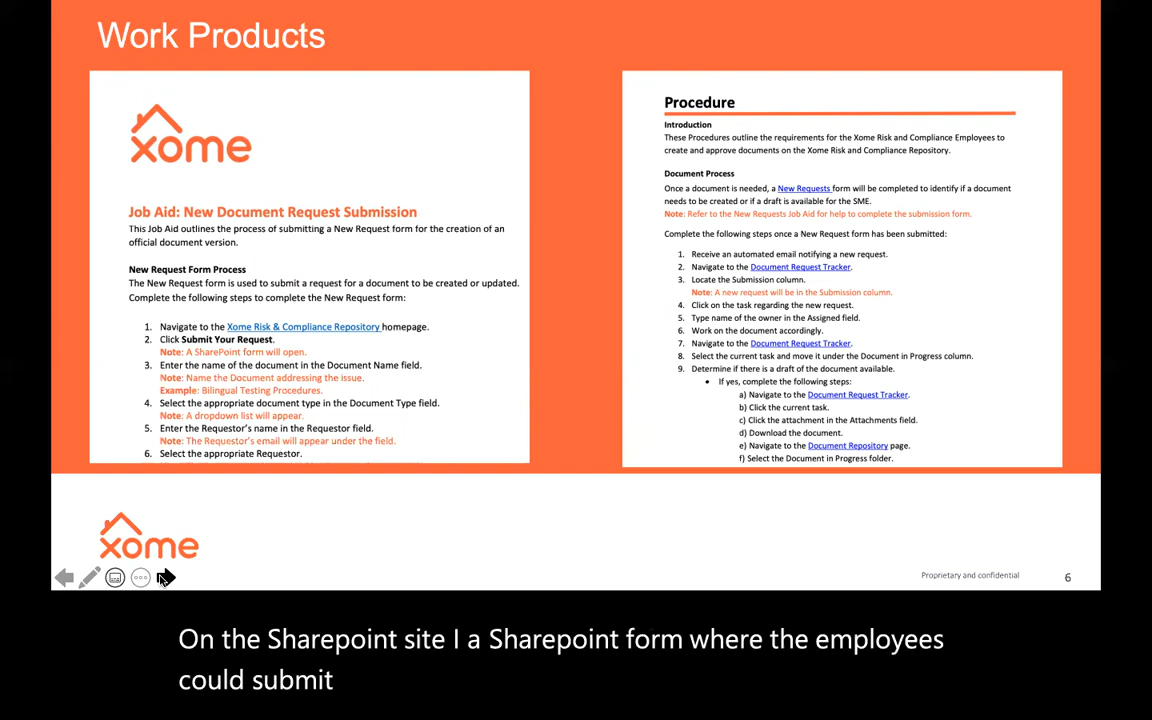 Work Products
xome
Job Aid: New Document Request Submission
This Job Aid outlines the process of submitting a New Request form for the creation of an
official document version.
New Request Form Process
The New Request form is used to submit a request for a document to be created or updated.
Complete the following steps to complete the New Request form:
1. Navigate to the Xome Risk & Compliance Repository homepage.
2. Click Submit Your Request.
Note: A SharePoint form will open.
3. Enter the name of the document in the Document Name field.
Note: Name the Document addressing the issue.
Example: Bilingual Testing Procedures.
4. Select the appropriate document type in the Document Type field.
Note: A dropdown list will appear.
5. Enter the Requestor's name in the Requestor field.
Note: The Requestor's email will appear under the field.
6. Select the appropriate Requestor.
Procedure
Introduction
These Procedures outline the requirements for the Xome Risk and Compliance Employees to
create and approve documents on the Xome Risk and Compliance Repository.
Document Process
Once a document is needed, a New Requests form will be completed to identify if a document
needs to be created or if a draft is available for the SME.
Note: Refer to the New Requests Job Aid for help to complete the submission form.
Complete the following steps once a New Request form has been submitted:
1. Receive an automated email notifying a new request.
2. Navigate to the Document Request Tracker.
3. Locate the Submission column.
Note: A new request will be in the Submission column.
4. Click on the task regarding the new request.
5. Type name of the owner in the Assigned field.
6. Work on the document accordingly.
7. Navigate to the Document Request Tracker.
8. Select the current task and move it under the Document in Progress column.
9. Determine if there is a draft of the document available.
• If yes, complete the following steps:
a) Navigate to the Document Request Tracker.
b) Click the current task.
c) Click the attachment in the Attachments field.
d) Download the document.
e) Navigate to the Document Repository page.
f) Select the Document in Progress folder.
xome
Proprietary and confidential
6
On the Sharepoint site I a Sharepoint form where the employees
could submit